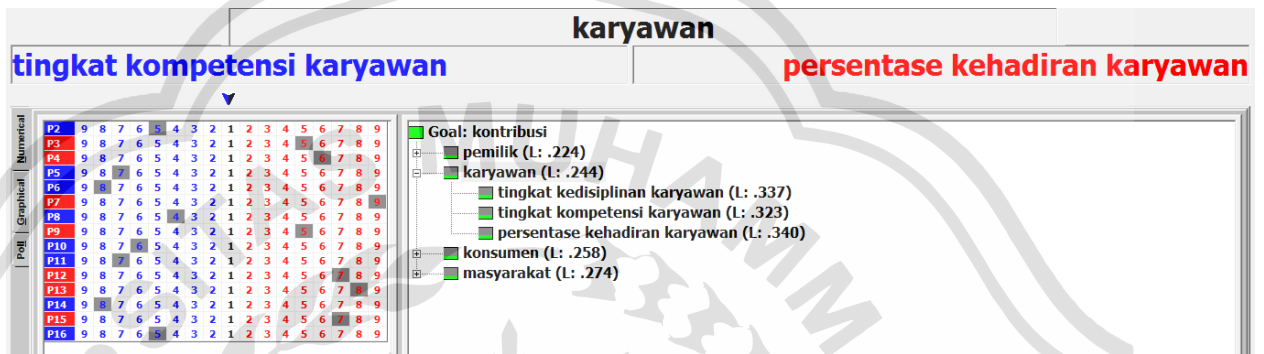 karyawan
tingkat kompetensi karyawan persentase kehadiran karyawan
Numerical
Graphical
Poll
P2 9 8 7 6 5 4 3 2 1 2 3 4 5 6 7 8 9
P3 9 8 7 6 5 4 3 2 1 2 3 4 5 6 7 8 9
P4 9 8 7 6 5 4 3 2 1 2 3 4 5 6 7 8 9
P5 9 8 7 6 5 4 3 2 1 2 3 4 5 6 7 8 9
P6 9 8 7 6 5 4 3 2 1 2 3 4 5 6 7 8 9
P7 9 8 7 6 5 4 3 2 1 2 3 4 5 6 7 8 9
P8 9 8 7 6 5 4 3 2 1 2 3 4 5 6 7 8 9
P9 9 8 7 6 5 4 3 2 1 2 3 4 5 6 7 8 9
P10 9 8 7 6 5 4 3 2 1 2 3 4 5 6 7 8 9
P11 9 8 7 6 5 4 3 2 1 2 3 4 5 6 7 8 9
P12 9 8 7 6 5 4 3 2 1 2 3 4 5 6 7 8 9
P13 9 8 7 6 5 4 3 2 1 2 3 4 5 6 7 8 9
P14 9 8 7 6 5 4 3 2 1 2 3 4 5 6 7 8 9
P15 9 8 7 6 5 4 3 2 1 2 3 4 5 6 7 8 9
P16 9 8 7 6 5 4 3 2 1 2 3 4 5 6 7 8 9
Goal: kontribusi
pemilik (L: .224)
karyawan (L: .244)
tingkat kedisiplinan karyawan (L: .337)
tingkat kompetensi karyawan (L: .323)
persentase kehadiran karyawan (L: .340)
konsumen (L: .258)
masyarakat (L: .274)